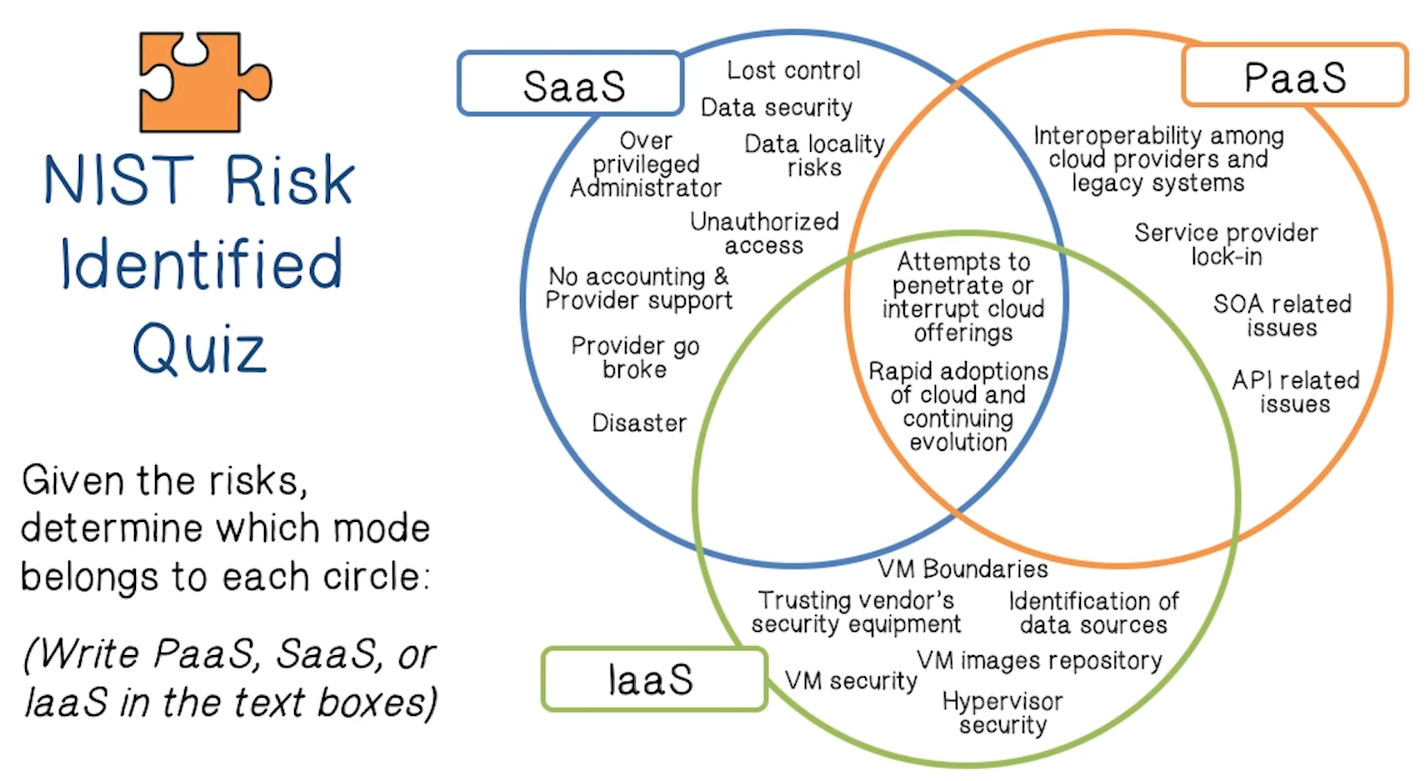 NIST Risk
Identified
Quiz
Given the risks,
determine which mode
belongs to each circle:
(Write PaaS, SaaS, or
IaaS in the text boxes)
SaaS
Lost control
Data security
Over
privileged
Administrator
Data locality
risks
Unauthorized
access
No accounting &
Provider support
Provider go
broke
Disaster
PaaS
Interoperability among
cloud providers and
legacy systems
Service provider
lock-in
SOA related
issues
API related
issues
Attempts to
penetrate or
interrupt cloud
offerings
Rapid adoptions
of cloud and
continuing
evolution
IaaS
VM Boundaries
Trusting vendor's
security equipment
Identification of
data sources
VM images repository
VM security
Hypervisor
security